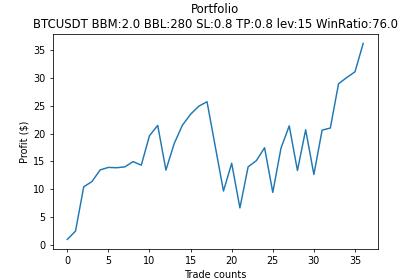 Portfolio
BTCUSDT BBM:2.0 BBL:280 SL:0.8 TP:0.8 lev:15 WinRatio:76.0
Profit ($)
35
30
25
20
15
10
5
0
0 5 10 15 20 25 30 35
Trade counts